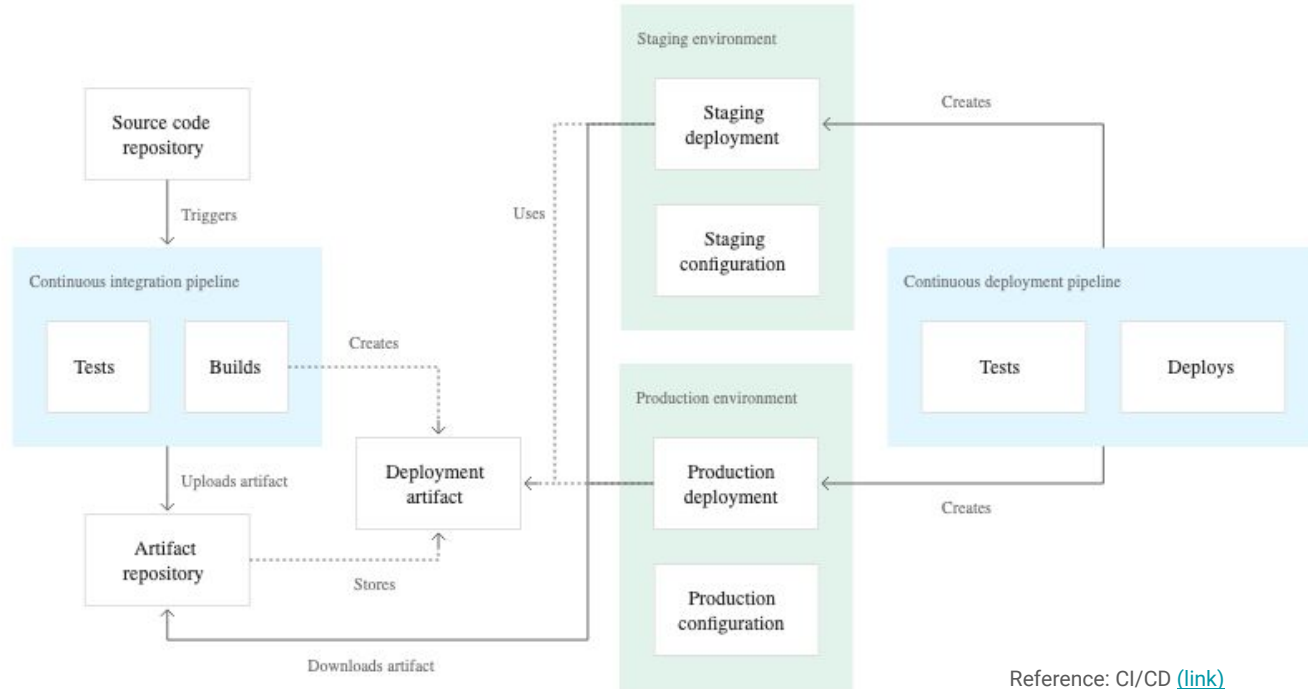 Staging environment
Source code
repository
Staging
deployment
Creates
Triggers
Uses
Staging
configuration
Continuous integration pipeline
Continuous deployment pipeline
Tests
Builds
Creates
Tests
Deploys
Production environment
Uploads artifact
Deployment
artifact
Production
deployment
Creates
Artifact
repository
Stores
Production
configuration
Downloads artifact
Reference: CI/CD (link)